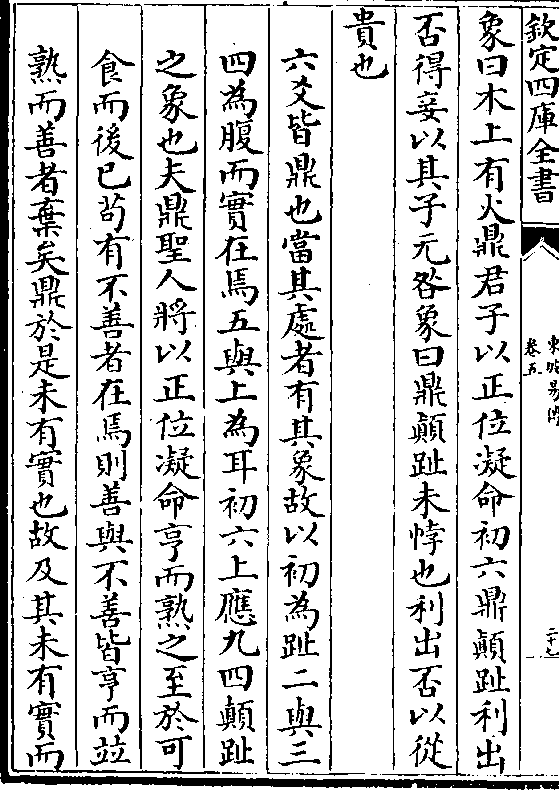 欽定四庫全書
東坡易傳
卷五
象曰木上有火鼎君子以正位凝命初六鼎顛趾利出
否得妾以其子元咎象曰鼎顛趾未悖也利出否以從
貴也
六爻皆鼎也當其處者有其象故以初為趾二與三
四為腹而實在焉五與上為耳初六上應九四顛趾
之象也夫鼎聖人將以正位凝命亨而熟之至於可
食而後已茍有不善者在焉則善與不善皆亨而竝
熟而善者棄矣鼎於是未有實也故及其未有實而